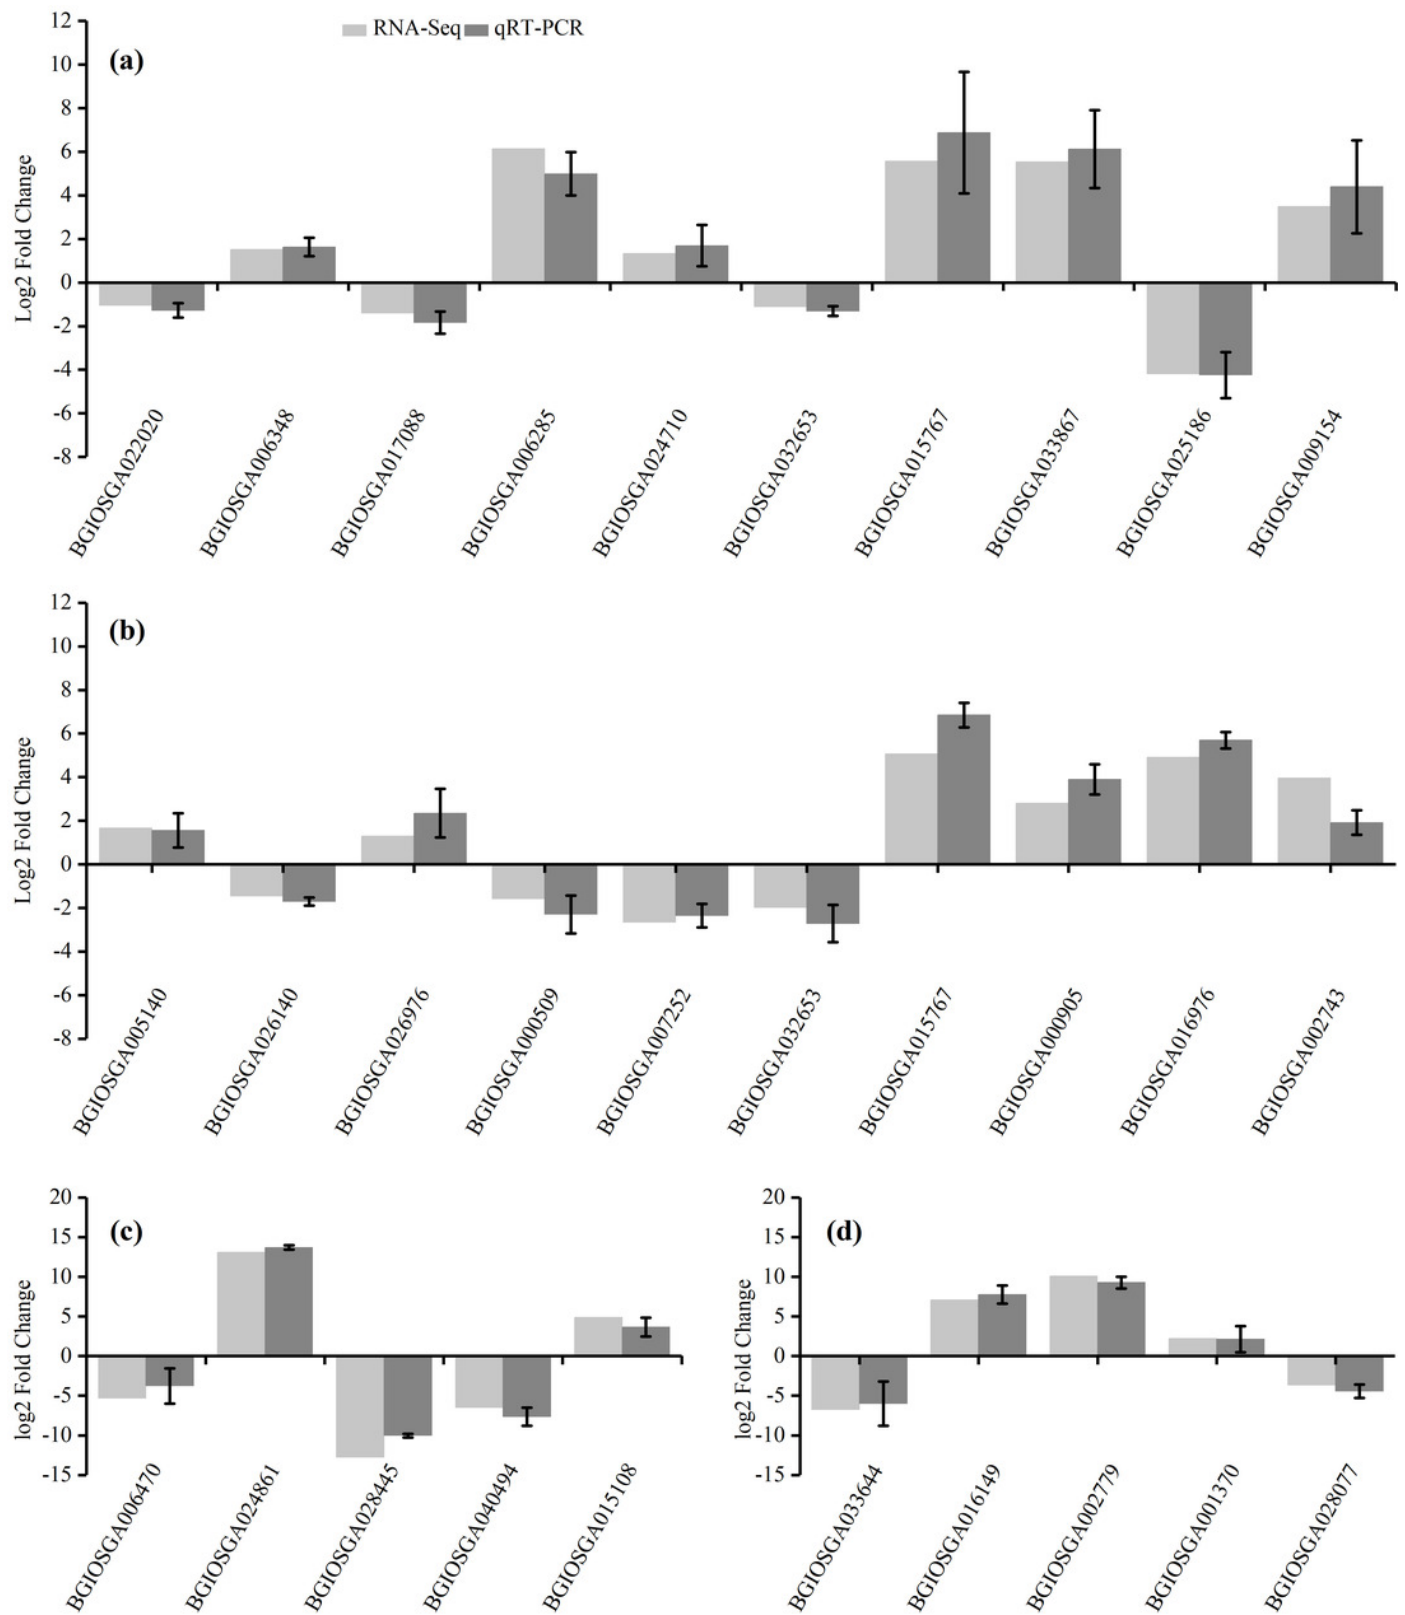 RNA-Seq qRT-PCR
(a)
Log2 Fold Change
12
10
8
6
4
2
0
-2
-4
-6
-8
BGIOSGA022020
BGIOSGA006348
BGIOSGA017088
BGIOSGA006285
BGIOSGA024710
BGIOSGA032653
BGIOSGA015767
BGIOSGA033867
BGIOSGA025186
BGIOSGA009154
(b)
Log2 Fold Change
12
10
8
6
4
2
0
-2
-4
-6
-8
BGIOSGA005140
BGIOSGA026140
BGIOSGA026976
BGIOSGA000509
BGIOSGA007252
BGIOSGA032653
BGIOSGA015767
BGIOSGA000905
BGIOSGA016976
BGIOSGA002743
(c)
log2 Fold Change
20
15
10
5
0
-5
-10
-15
BGIOSGA006470
BGIOSGA024861
BGIOSGA028445
BGIOSGA040494
BGIOSGA015108
(d)
log2 Fold Change
20
15
10
5
0
-5
-10
-15
BGIOSGA033644
BGIOSGA016149
BGIOSGA002779
BGIOSGA001370
BGIOSGA028077